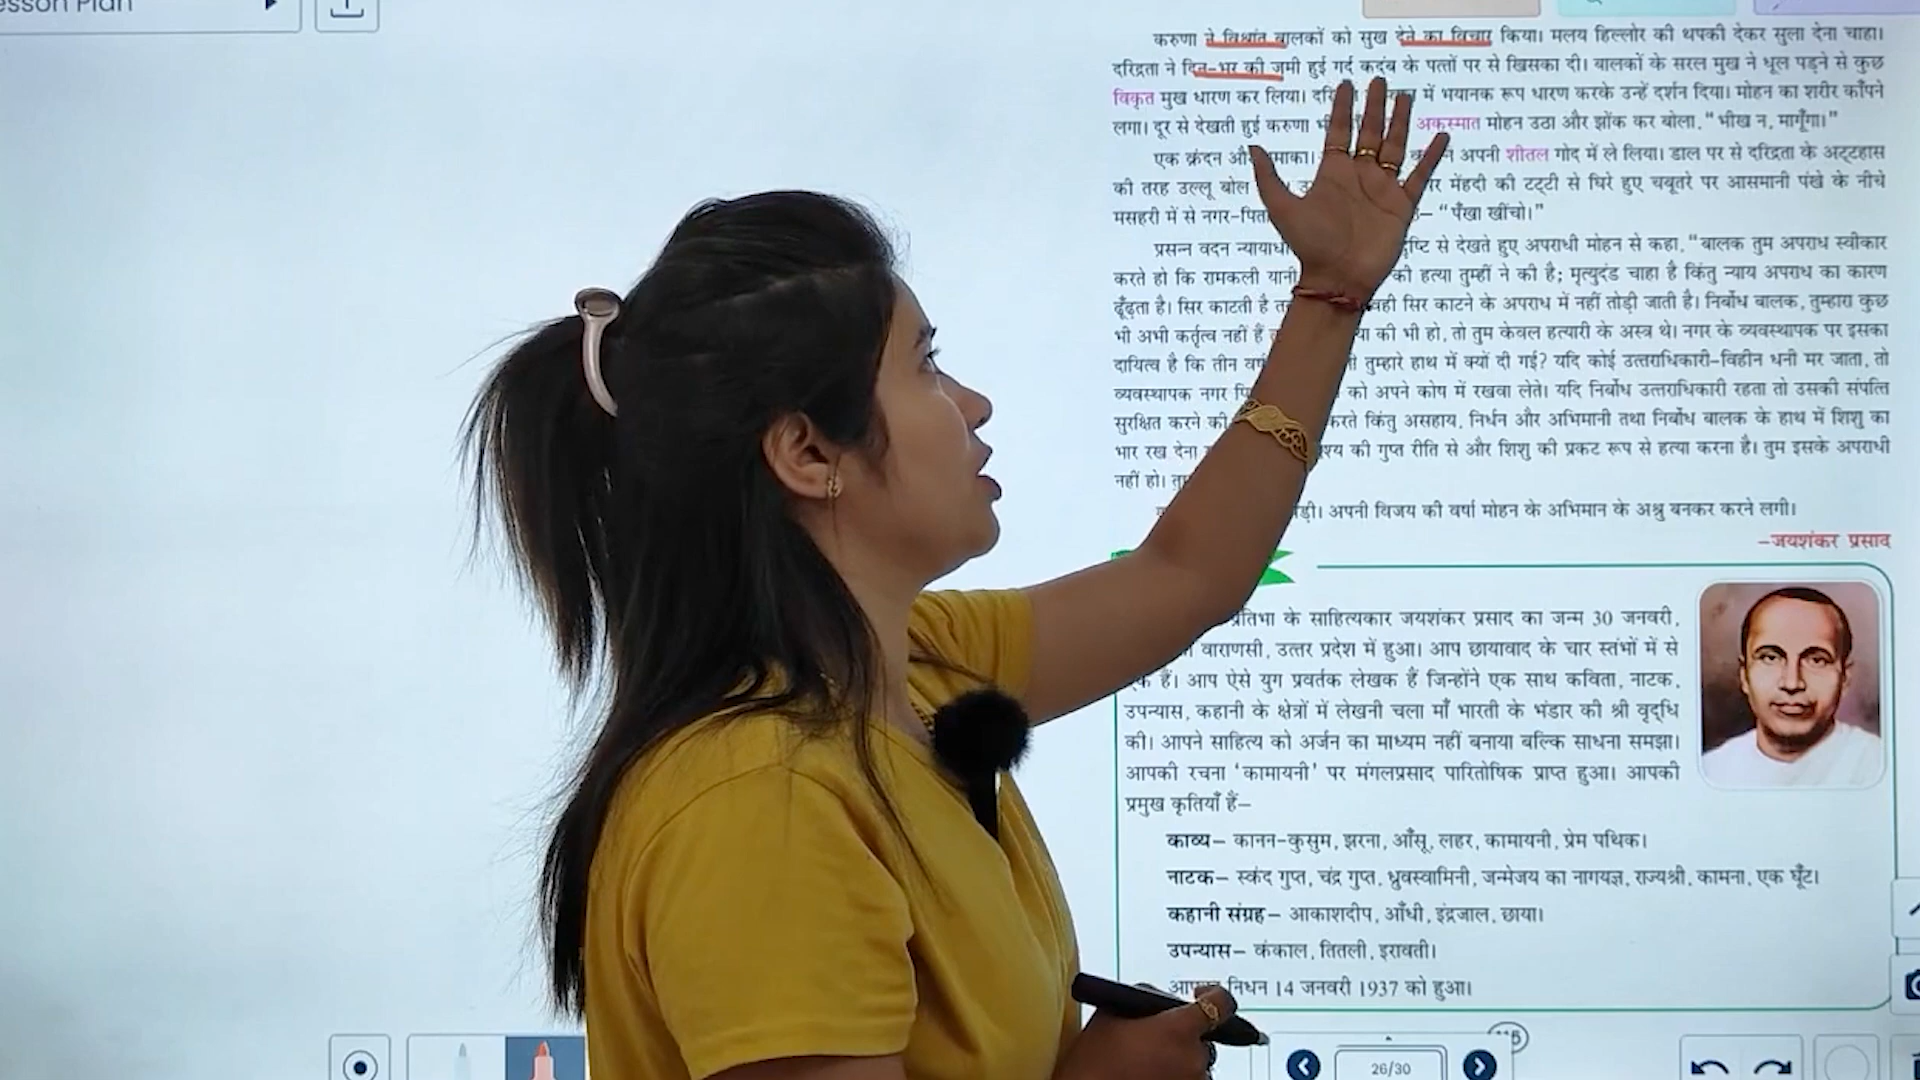 esson Plan
करुणा ने विश्रांत बालकों को सुख देने का विचार किया। मलय हिल्लोर की थपकी देकर सुला देना चाहा।
दरिद्रता ने दिन-भर की जमी हुई गर्द कदंब के पत्तों पर से खिसका दी। बालकों के सरल मुख ने धूल पड़ने से कुछ
विकृत मुख धारण कर लिया। में भयानक रूप धारण करके उन्हें दर्शन दिया। मोहन का शरीर काँपने
लगा। दूर से देखती हुई करुणा अकस्मात मोहन उठा और झोंक कर बोला, "भीख न, मागूँगा।"
एक क्रंदन अपनी शीतल गोद में ले लिया। डाल पर से दरिद्रता के अट्टहास
की तरह उल्लू बोल मेंहदी की टट्टी से घिरे हुए चबूतरे पर आसमानी पंखे के नीचे
मसहरी में से – "पँखा खींचो।"
प्रसन्न वदन से देखते हुए अपराधी मोहन से कहा, "बालक तुम अपराध स्वीकार
करते हो कि रामकली यानी की हत्या तुम्हीं ने की है; मृत्युदंड चाहा है किंतु न्याय अपराध का कारण
ढूँढ़ता है। सिर काटती है वही सिर काटने के अपराध में नहीं तोड़ी जाती है। निर्बोध बालक, तुम्हारा कुछ
भी अभी कर्तृत्व नहीं हैं की भी हो, तो तुम केवल हत्यारी के अस्त्र थे। नगर के व्यवस्थापक पर इसका
दायित्व है कि तीन तुम्हारे हाथ में क्यों दी गई? यदि कोई उत्तराधिकारी-विहीन धनी मर जाता, तो
व्यवस्थापक नगर को अपने कोष में रखवा लेते। यदि निर्बोध उत्तराधिकारी रहता तो उसकी संपत्ति
सुरक्षित करने की करते किंतु असहाय, निर्धन और अभिमानी तथा निर्बोध बालक के हाथ में शिशु का
भार रख देना की गुप्त रीति से और शिशु की प्रकट रूप से हत्या करना है। तुम इसके अपराधी
नहीं हो।
अपनी विजय की वर्षा मोहन के अभिमान के अश्रु बनकर करने लगी।
–जयशंकर प्रसाद
प्रतिभा के साहित्यकार जयशंकर प्रसाद का जन्म 30 जनवरी,
वाराणसी, उत्तर प्रदेश में हुआ। आप छायावाद के चार स्तंभों में से
हैं। आप ऐसे युग प्रवर्तक लेखक हैं जिन्होंने एक साथ कविता, नाटक,
उपन्यास, कहानी के क्षेत्रों में लेखनी चला माँ भारती के भंडार की श्री वृद्धि
की। आपने साहित्य को अर्जन का माध्यम नहीं बनाया बल्कि साधना समझा।
आपकी रचना 'कामायनी' पर मंगलप्रसाद पारितोषिक प्राप्त हुआ। आपकी
प्रमुख कृतियाँ हैं–
काव्य– कानन-कुसुम, झरना, आँसू, लहर, कामायनी, प्रेम पथिक।
नाटक– स्कंद गुप्त, चंद्र गुप्त, ध्रुवस्वामिनी, जन्मेजय का नागयज्ञ, राज्यश्री, कामना, एक घूँट।
कहानी संग्रह– आकाशदीप, आँधी, इंद्रजाल, छाया।
उपन्यास– कंकाल, तितली, इरावती।
निधन 14 जनवरी 1937 को हुआ।
26/30